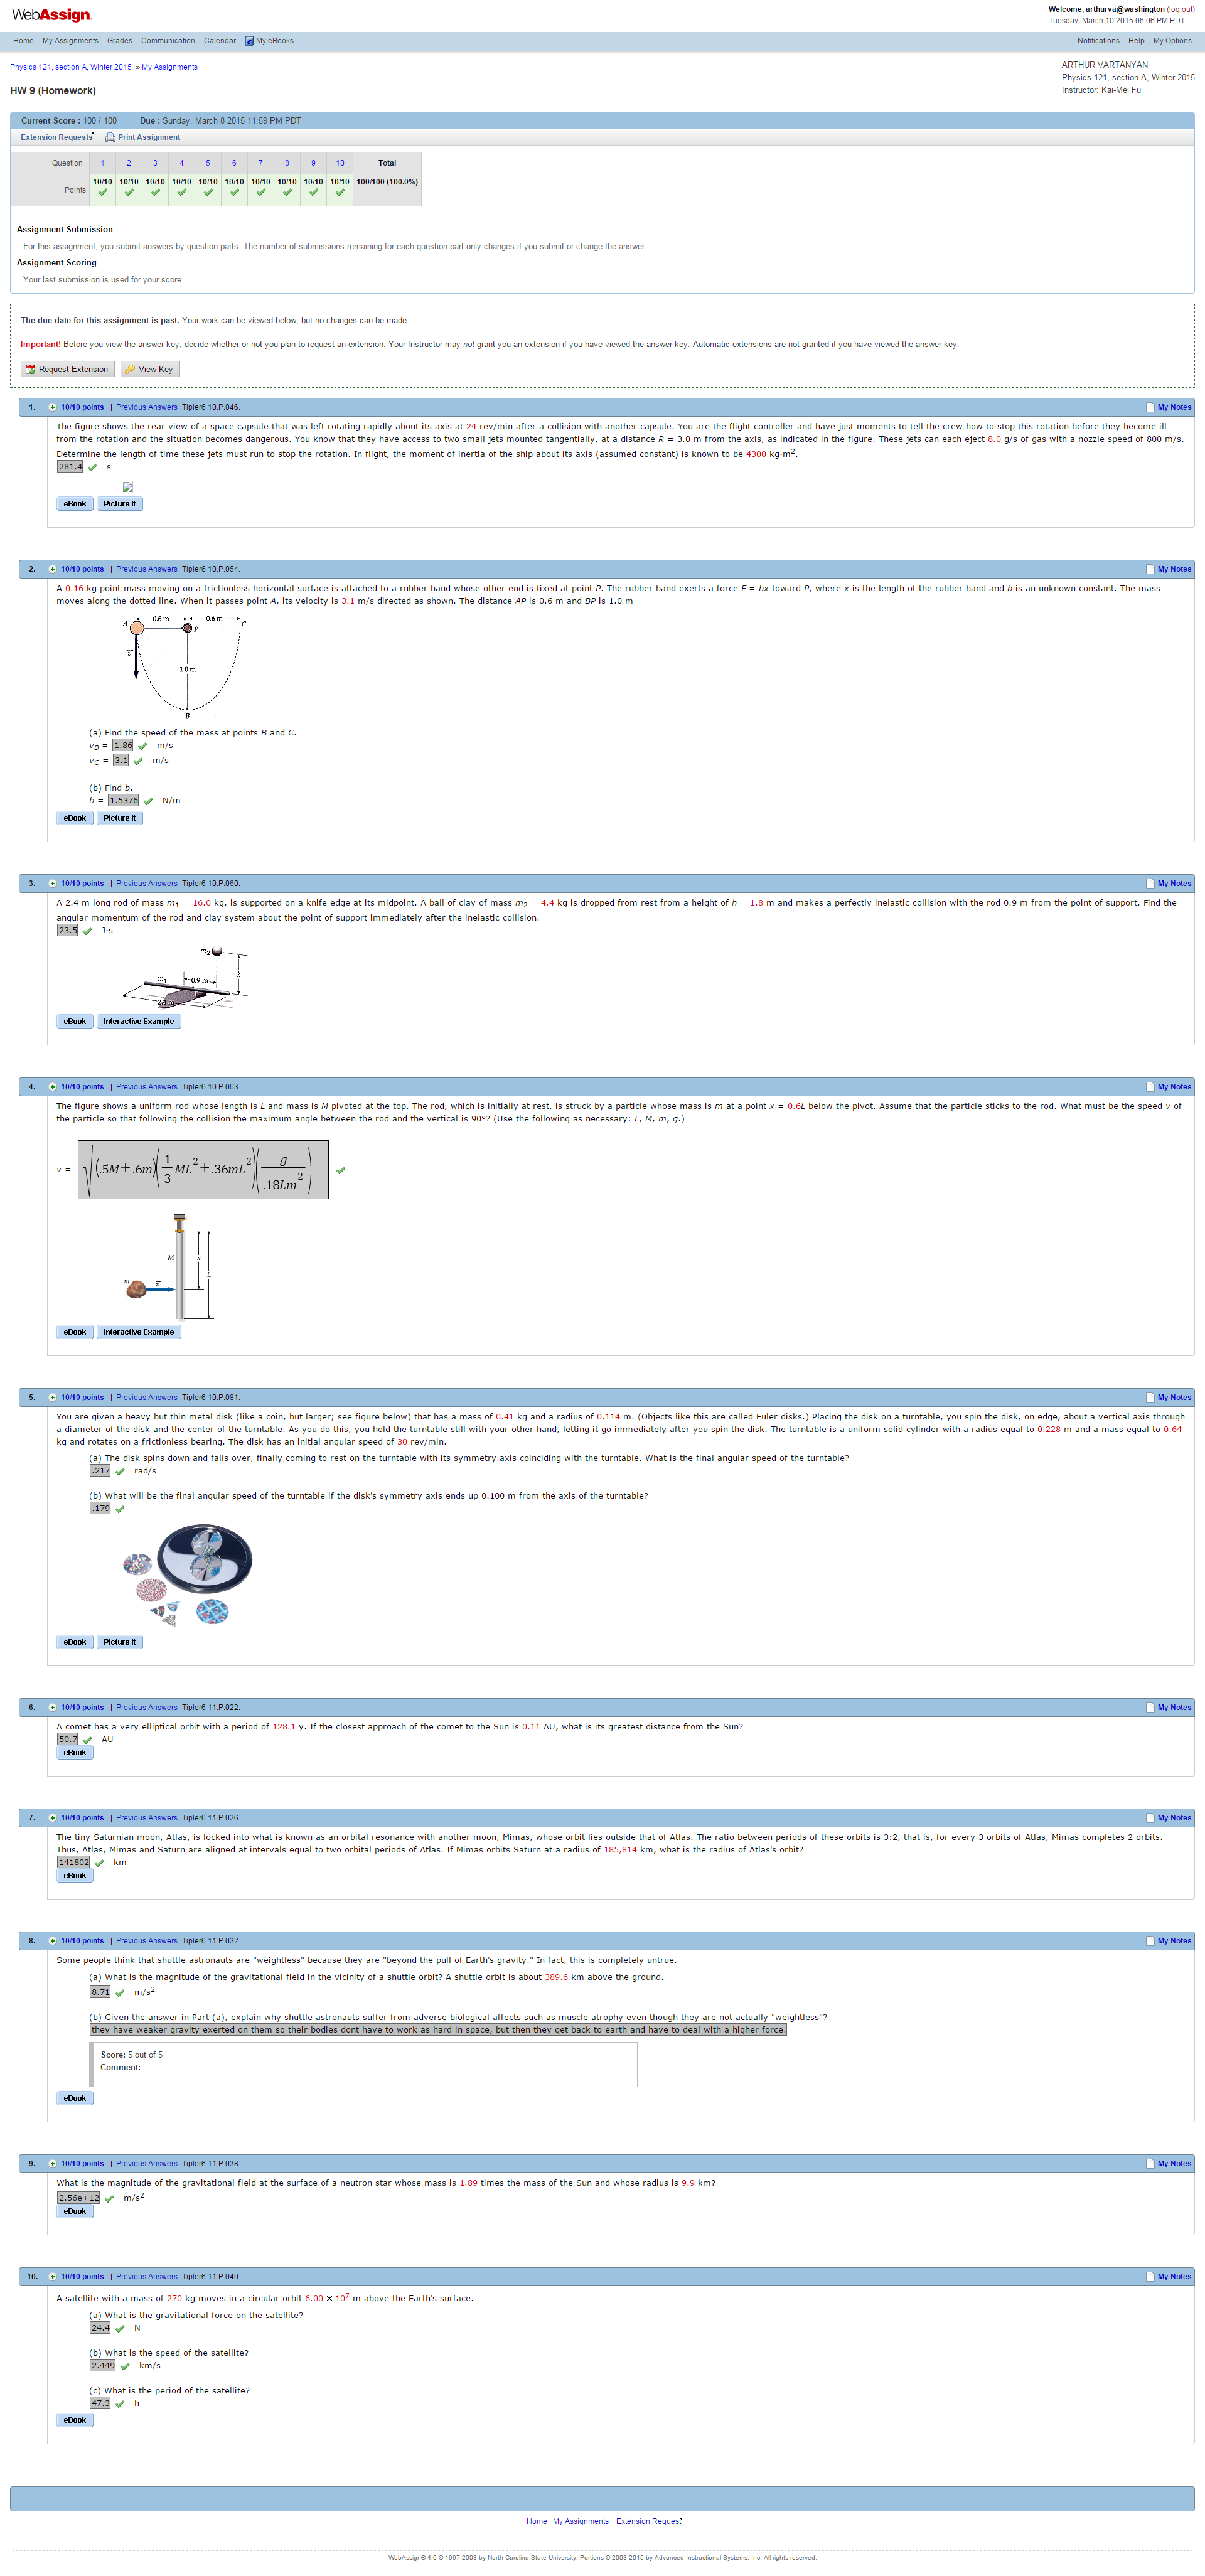 WebAssign.
Welcome, arthurva@washington (log out)
Tuesday, March 10 2015 06:06 PM PDT
Home My Assignments Grades Communication Calendar My eBooks Notifications Help My Options
Physics 121, section A, Winter 2015 » My Assignments
ARTHUR VARTANYAN
Physics 121, section A, Winter 2015
Instructor: Kai-Mei Fu
HW 9 (Homework)
Current Score : 100 / 100 Due : Sunday, March 8 2015 11:59 PM PDT
Extension Requests Print Assignment
Question 1 2 3 4 5 6 7 8 9 10 Total
Points 10/10 10/10 10/10 10/10 10/10 10/10 10/10 10/10 10/10 10/10 100/100 (100.0%)
Assignment Submission
For this assignment, you submit answers by question parts. The number of submissions remaining for each question part only changes if you submit or change the answer.
Assignment Scoring
Your last submission is used for your score.
The due date for this assignment is past. Your work can be viewed below, but no changes can be made.
Important! Before you view the answer key, decide whether or not you plan to request an extension. Your Instructor may not grant you an extension if you have viewed the answer key. Automatic extensions are not granted if you have viewed the answer key.
Request Extension View Key
1. 10/10 points | Previous Answers Tipler6 10.P.046. My Notes
The figure shows the rear view of a space capsule that was left rotating rapidly about its axis at 24 rev/min after a collision with another capsule. You are the flight controller and have just moments to tell the crew how to stop this rotation before they become ill
from the rotation and the situation becomes dangerous. You know that they have access to two small jets mounted tangentially, at a distance R = 3.0 m from the axis, as indicated in the figure. These jets can each eject 8.0 g/s of gas with a nozzle speed of 800 m/s.
Determine the length of time these jets must run to stop the rotation. In flight, the moment of inertia of the ship about its axis (assumed constant) is known to be 4300 kg·m2.
281.4 s
eBook Picture It
2. 10/10 points | Previous Answers Tipler6 10.P.054. My Notes
A 0.16 kg point mass moving on a frictionless horizontal surface is attached to a rubber band whose other end is fixed at point P. The rubber band exerts a force F = bx toward P, where x is the length of the rubber band and b is an unknown constant. The mass
moves along the dotted line. When it passes point A, its velocity is 3.1 m/s directed as shown. The distance AP is 0.6 m and BP is 1.0 m
0.6 m 0.6 m
A P C
v
1.0 m
B
(a) Find the speed of the mass at points B and C.
vB = 1.86 m/s
vC = 3.1 m/s
(b) Find b.
b = 1.5376 N/m
eBook Picture It
3. 10/10 points | Previous Answers Tipler6 10.P.060. My Notes
A 2.4 m long rod of mass m1 = 16.0 kg, is supported on a knife edge at its midpoint. A ball of clay of mass m2 = 4.4 kg is dropped from rest from a height of h = 1.8 m and makes a perfectly inelastic collision with the rod 0.9 m from the point of support. Find the
angular momentum of the rod and clay system about the point of support immediately after the inelastic collision.
23.5 J·s
m2
h
m1 0.9 m
2.4 m
eBook Interactive Example
4. 10/10 points | Previous Answers Tipler6 10.P.063. My Notes
The figure shows a uniform rod whose length is L and mass is M pivoted at the top. The rod, which is initially at rest, is struck by a particle whose mass is m at a point x = 0.6L below the pivot. Assume that the particle sticks to the rod. What must be the speed v of
the particle so that following the collision the maximum angle between the rod and the vertical is 90°? (Use the following as necessary: L, M, m, g.)
v = √((.5M+.6m)(1/3 ML2+.36mL2)(g/.18Lm2))
M x
L
m v
eBook Interactive Example
5. 10/10 points | Previous Answers Tipler6 10.P.081. My Notes
You are given a heavy but thin metal disk (like a coin, but larger; see figure below) that has a mass of 0.41 kg and a radius of 0.114 m. (Objects like this are called Euler disks.) Placing the disk on a turntable, you spin the disk, on edge, about a vertical axis through
a diameter of the disk and the center of the turntable. As you do this, you hold the turntable still with your other hand, letting it go immediately after you spin the disk. The turntable is a uniform solid cylinder with a radius equal to 0.228 m and a mass equal to 0.64
kg and rotates on a frictionless bearing. The disk has an initial angular speed of 30 rev/min.
(a) The disk spins down and falls over, finally coming to rest on the turntable with its symmetry axis coinciding with the turntable. What is the final angular speed of the turntable?
.217 rad/s
(b) What will be the final angular speed of the turntable if the disk's symmetry axis ends up 0.100 m from the axis of the turntable?
.179
eBook Picture It
6. 10/10 points | Previous Answers Tipler6 11.P.022. My Notes
A comet has a very elliptical orbit with a period of 128.1 y. If the closest approach of the comet to the Sun is 0.11 AU, what is its greatest distance from the Sun?
50.7 AU
eBook
7. 10/10 points | Previous Answers Tipler6 11.P.026. My Notes
The tiny Saturnian moon, Atlas, is locked into what is known as an orbital resonance with another moon, Mimas, whose orbit lies outside that of Atlas. The ratio between periods of these orbits is 3:2, that is, for every 3 orbits of Atlas, Mimas completes 2 orbits.
Thus, Atlas, Mimas and Saturn are aligned at intervals equal to two orbital periods of Atlas. If Mimas orbits Saturn at a radius of 185,814 km, what is the radius of Atlas's orbit?
141802 km
eBook
8. 10/10 points | Previous Answers Tipler6 11.P.032. My Notes
Some people think that shuttle astronauts are "weightless" because they are "beyond the pull of Earth's gravity." In fact, this is completely untrue.
(a) What is the magnitude of the gravitational field in the vicinity of a shuttle orbit? A shuttle orbit is about 389.6 km above the ground.
8.71 m/s2
(b) Given the answer in Part (a), explain why shuttle astronauts suffer from adverse biological affects such as muscle atrophy even though they are not actually "weightless"?
they have weaker gravity exerted on them so their bodies dont have to work as hard in space, but then they get back to earth and have to deal with a higher force.
Score: 5 out of 5
Comment:
eBook
9. 10/10 points | Previous Answers Tipler6 11.P.038. My Notes
What is the magnitude of the gravitational field at the surface of a neutron star whose mass is 1.89 times the mass of the Sun and whose radius is 9.9 km?
2.56e+12 m/s2
eBook
10. 10/10 points | Previous Answers Tipler6 11.P.040. My Notes
A satellite with a mass of 270 kg moves in a circular orbit 6.00 × 107 m above the Earth's surface.
(a) What is the gravitational force on the satellite?
24.4 N
(b) What is the speed of the satellite?
2.449 km/s
(c) What is the period of the satellite?
47.3 h
eBook
Home My Assignments Extension Request
WebAssign® 4.0 © 1997-2003 by North Carolina State University. Portions © 2003-2015 by Advanced Instructional Systems, Inc. All rights reserved.